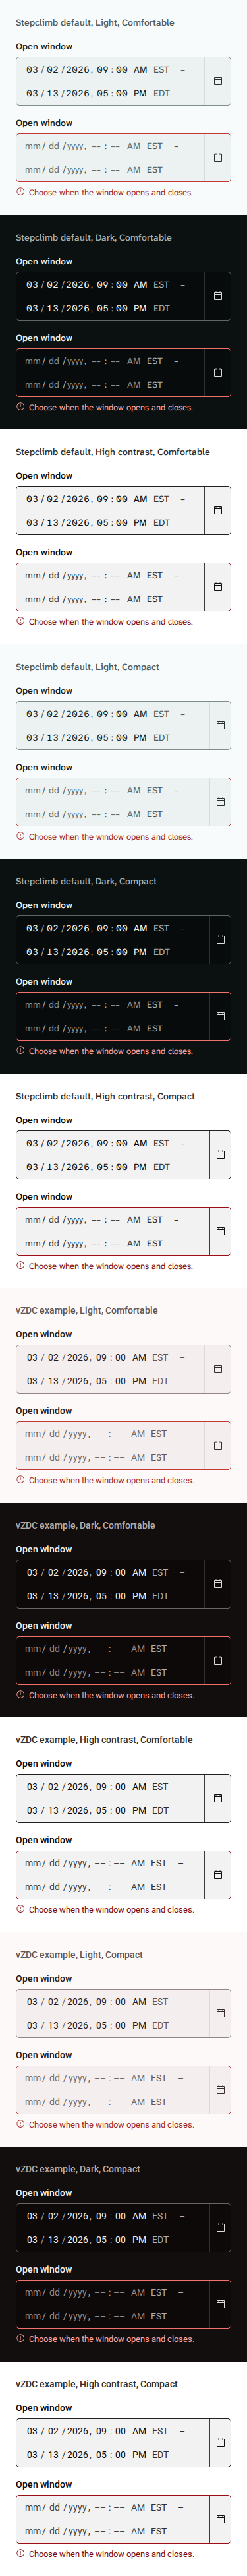 Stepclimb default, Light, Comfortable
Open window
03 / 02 / 2026, 09 : 00 AM EST –
03 / 13 / 2026, 05 : 00 PM EDT
Open window
mm / dd / yyyy, -- : -- AM EST –
mm / dd / yyyy, -- : -- AM EST
Choose when the window opens and closes.
Stepclimb default, Dark, Comfortable
Open window
03 / 02 / 2026, 09 : 00 AM EST –
03 / 13 / 2026, 05 : 00 PM EDT
Open window
mm / dd / yyyy, -- : -- AM EST –
mm / dd / yyyy, -- : -- AM EST
Choose when the window opens and closes.
Stepclimb default, High contrast, Comfortable
Open window
03 / 02 / 2026, 09 : 00 AM EST –
03 / 13 / 2026, 05 : 00 PM EDT
Open window
mm / dd / yyyy, -- : -- AM EST –
mm / dd / yyyy, -- : -- AM EST
Choose when the window opens and closes.
Stepclimb default, Light, Compact
Open window
03 / 02 / 2026, 09 : 00 AM EST –
03 / 13 / 2026, 05 : 00 PM EDT
Open window
mm / dd / yyyy, -- : -- AM EST –
mm / dd / yyyy, -- : -- AM EST
Choose when the window opens and closes.
Stepclimb default, Dark, Compact
Open window
03 / 02 / 2026, 09 : 00 AM EST –
03 / 13 / 2026, 05 : 00 PM EDT
Open window
mm / dd / yyyy, -- : -- AM EST –
mm / dd / yyyy, -- : -- AM EST
Choose when the window opens and closes.
Stepclimb default, High contrast, Compact
Open window
03 / 02 / 2026, 09 : 00 AM EST –
03 / 13 / 2026, 05 : 00 PM EDT
Open window
mm / dd / yyyy, -- : -- AM EST –
mm / dd / yyyy, -- : -- AM EST
Choose when the window opens and closes.
vZDC example, Light, Comfortable
Open window
03 / 02 / 2026, 09 : 00 AM EST –
03 / 13 / 2026, 05 : 00 PM EDT
Open window
mm / dd / yyyy, -- : -- AM EST –
mm / dd / yyyy, -- : -- AM EST
Choose when the window opens and closes.
vZDC example, Dark, Comfortable
Open window
03 / 02 / 2026, 09 : 00 AM EST –
03 / 13 / 2026, 05 : 00 PM EDT
Open window
mm / dd / yyyy, -- : -- AM EST –
mm / dd / yyyy, -- : -- AM EST
Choose when the window opens and closes.
vZDC example, High contrast, Comfortable
Open window
03 / 02 / 2026, 09 : 00 AM EST –
03 / 13 / 2026, 05 : 00 PM EDT
Open window
mm / dd / yyyy, -- : -- AM EST –
mm / dd / yyyy, -- : -- AM EST
Choose when the window opens and closes.
vZDC example, Light, Compact
Open window
03 / 02 / 2026, 09 : 00 AM EST –
03 / 13 / 2026, 05 : 00 PM EDT
Open window
mm / dd / yyyy, -- : -- AM EST –
mm / dd / yyyy, -- : -- AM EST
Choose when the window opens and closes.
vZDC example, Dark, Compact
Open window
03 / 02 / 2026, 09 : 00 AM EST –
03 / 13 / 2026, 05 : 00 PM EDT
Open window
mm / dd / yyyy, -- : -- AM EST –
mm / dd / yyyy, -- : -- AM EST
Choose when the window opens and closes.
vZDC example, High contrast, Compact
Open window
03 / 02 / 2026, 09 : 00 AM EST –
03 / 13 / 2026, 05 : 00 PM EDT
Open window
mm / dd / yyyy, -- : -- AM EST –
mm / dd / yyyy, -- : -- AM EST
Choose when the window opens and closes.